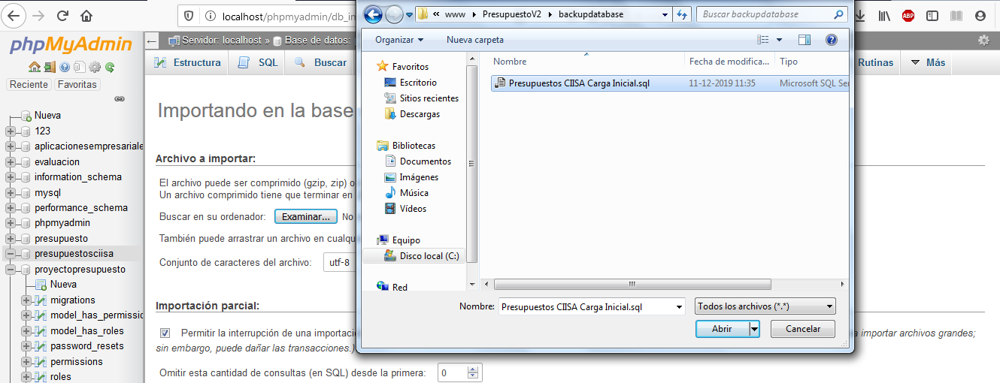 localhost/phpmyadmin/db_im
ABP
phpMyAdmin
Reciente
Favoritas
Nueva
123
aplicacionesempresariale
evaluacion
information_schema
mysql
performance_schema
phpmyadmin
presupuesto
presupuestosciisa
proyectopresupuesto
Nueva
migrations
model_has_permissio
model_has_roles
password_resets
permissions
roles
Servidor: localhost » Base de datos:
Estructura
SQL
Buscar
Rutinas
Más
Importando en la base
Archivo a importar:
El archivo puede ser comprimido (gzip, zip) o
Un archivo comprimido tiene que terminar en
Buscar en su ordenador:
Examinar...
No
También puede arrastrar un archivo en cualqu
Conjunto de caracteres del archivo:
utf-8
Importación parcial:
Permitir la interrupción de una importació
a importar archivos grandes;
sin embargo, puede dañar las transacciones.)
Omitir esta cantidad de consultas (en SQL) desde la primera:
0
« www PresupuestoV2 backupdatabase
Buscar backupdatabase
Organizar
Nueva carpeta
Favoritos
Escritorio
Sitios recientes
Descargas
Bibliotecas
Documentos
Imágenes
Música
Vídeos
Equipo
Disco local (C:)
Red
Nombre
Fecha de modifica...
Tipo
Presupuestos CIISA Carga Inicial.sql
11-12-2019 11:35
Microsoft SQL Ser
Nombre:
Presupuestos CIISA Carga Inicial.sql
Todos los archivos (*.*)
Abrir
Cancelar